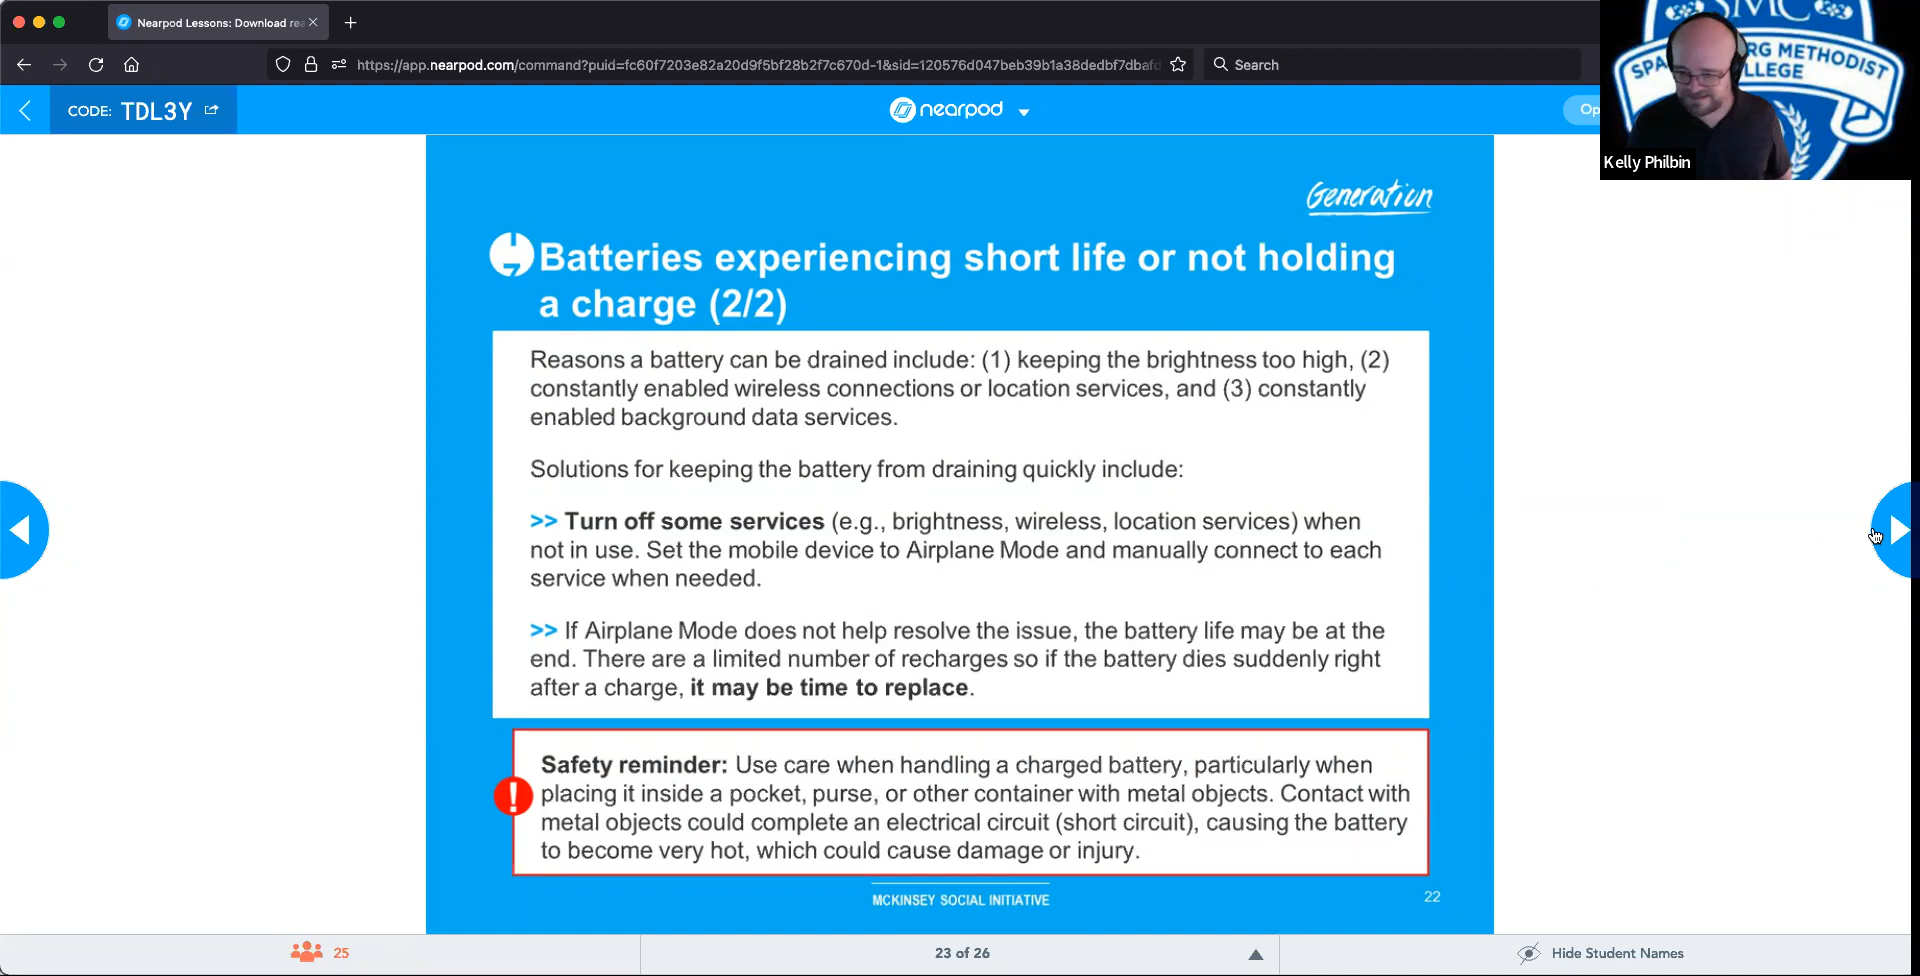 Nearpod Lessons: Download rea
https://app.nearpod.com/command?puid=fc60f7203e82a20d9f5bf28b2f7c670d-1&sid=120576d047beb39b1a38dedbf7dbafd
Search
CODE: TDL3Y
nearpod
Op
SMC
SPA RG METHODIST
LLEGE
Kelly Philbin
Generation
Batteries experiencing short life or not holding
a charge (2/2)
Reasons a battery can be drained include: (1) keeping the brightness too high, (2)
constantly enabled wireless connections or location services, and (3) constantly
enabled background data services.
Solutions for keeping the battery from draining quickly include:
>> Turn off some services (e.g., brightness, wireless, location services) when
not in use. Set the mobile device to Airplane Mode and manually connect to each
service when needed.
>> If Airplane Mode does not help resolve the issue, the battery life may be at the
end. There are a limited number of recharges so if the battery dies suddenly right
after a charge, it may be time to replace.
Safety reminder: Use care when handling a charged battery, particularly when
placing it inside a pocket, purse, or other container with metal objects. Contact with
metal objects could complete an electrical circuit (short circuit), causing the battery
to become very hot, which could cause damage or injury.
MCKINSEY SOCIAL INITIATIVE
22
25
23 of 26
Hide Student Names